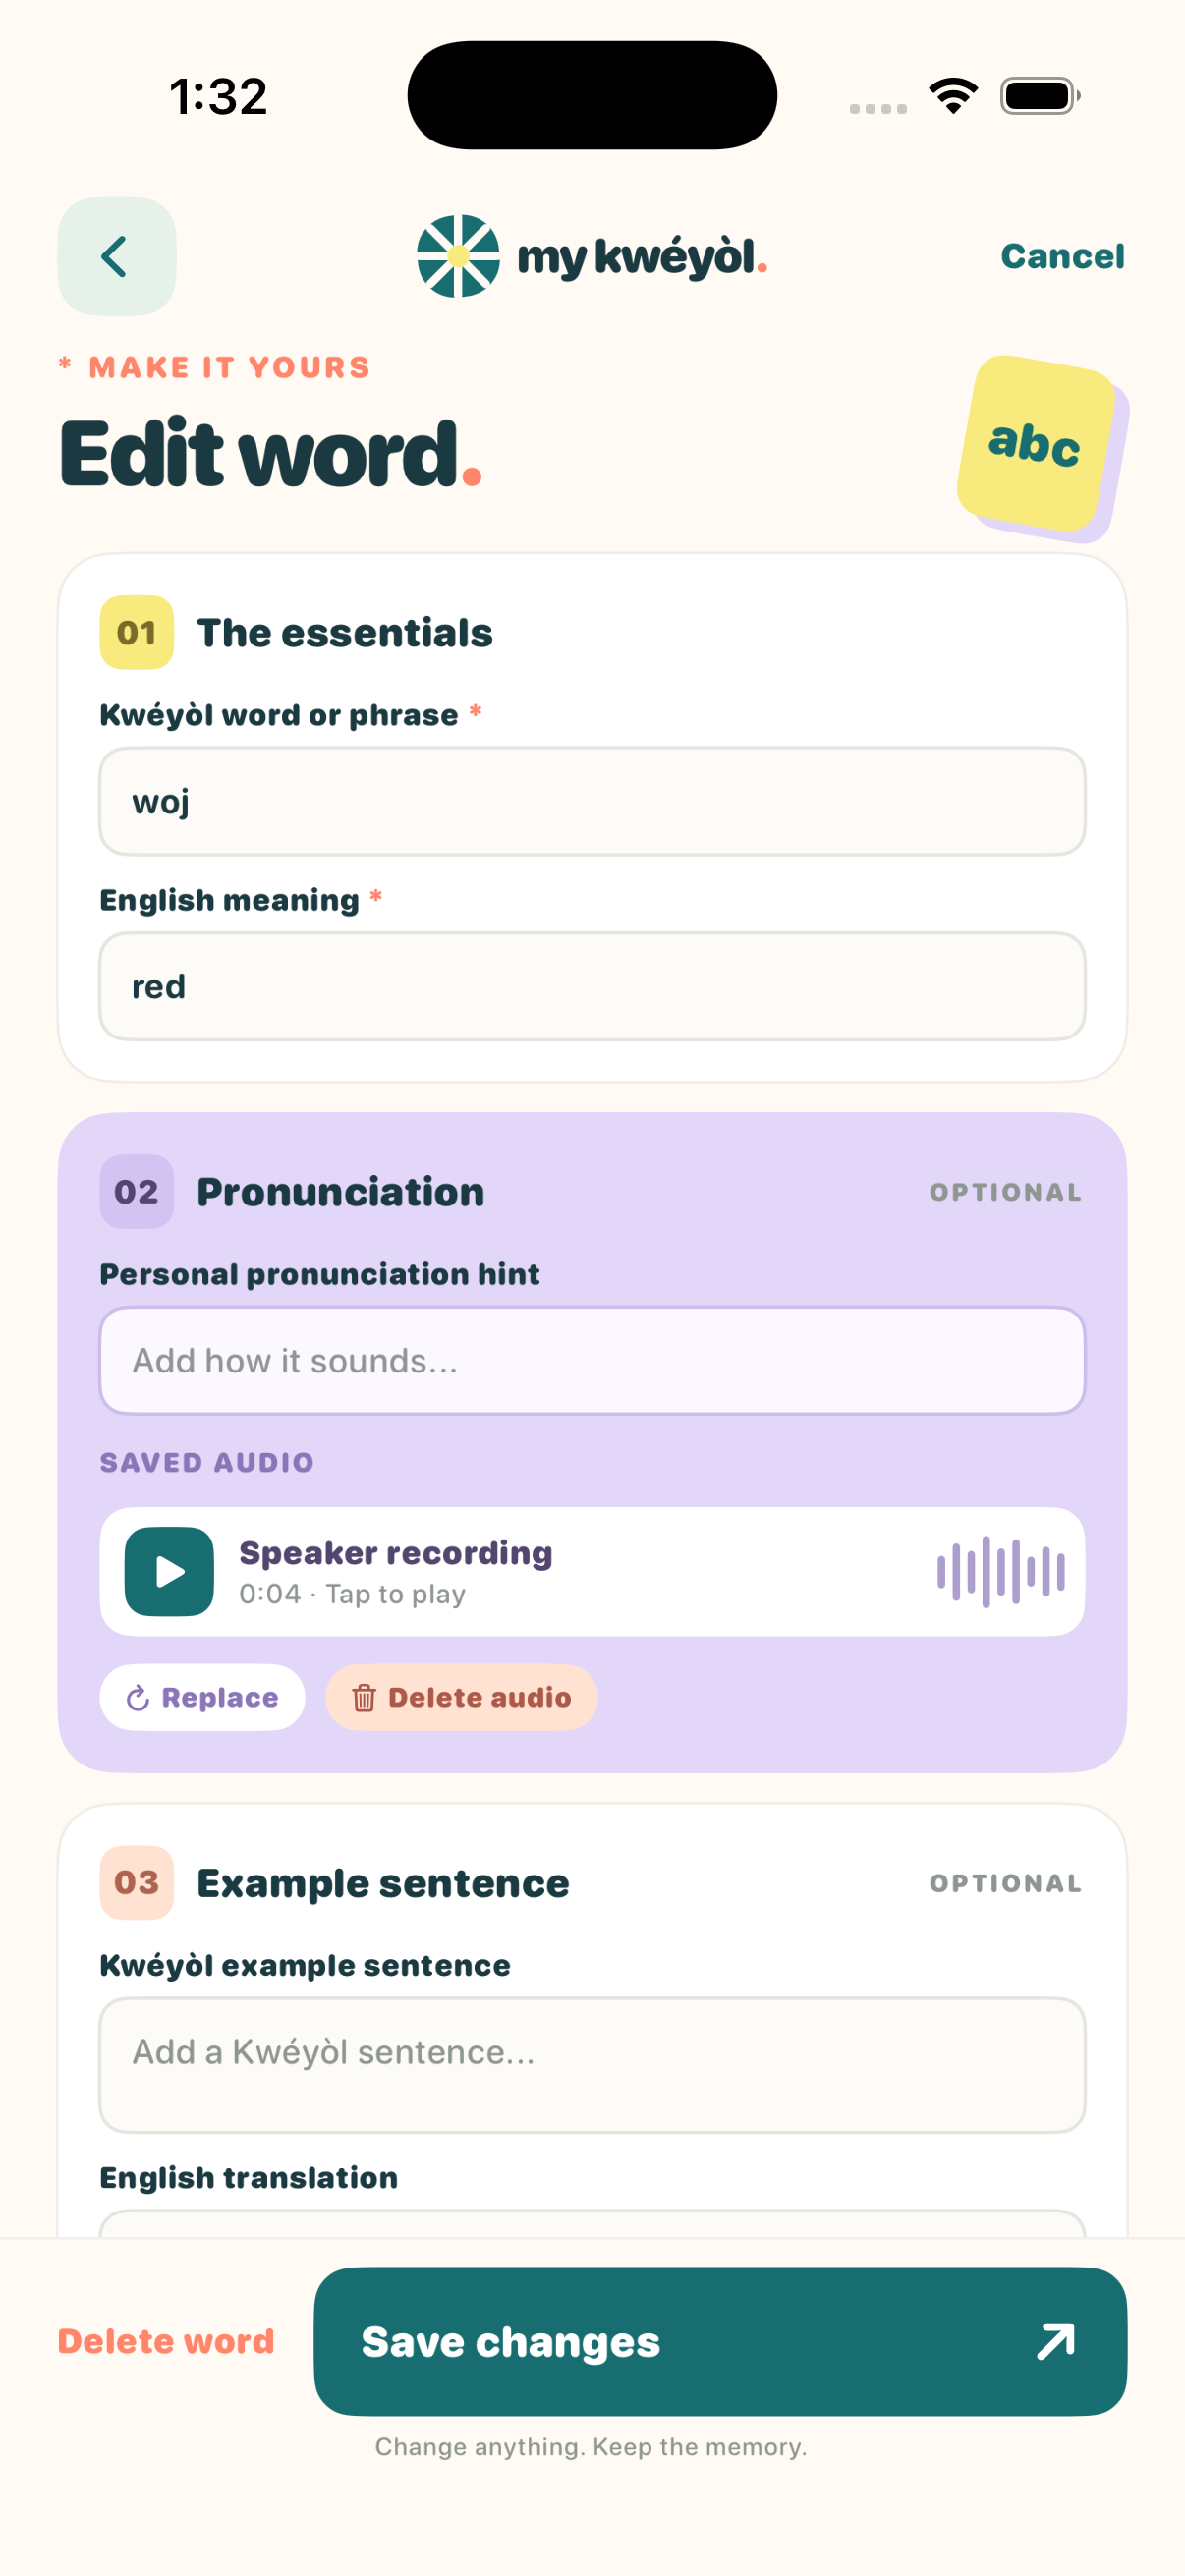 1:32
my kwéyòl.
Cancel
* MAKE IT YOURS
Edit word.
abc
01 The essentials
Kwéyòl word or phrase *
woj
English meaning *
red
02 Pronunciation OPTIONAL
Personal pronunciation hint
Add how it sounds...
SAVED AUDIO
Speaker recording
0:04 · Tap to play
Replace Delete audio
03 Example sentence OPTIONAL
Kwéyòl example sentence
Add a Kwéyòl sentence...
English translation
Delete word Save changes
Change anything. Keep the memory.